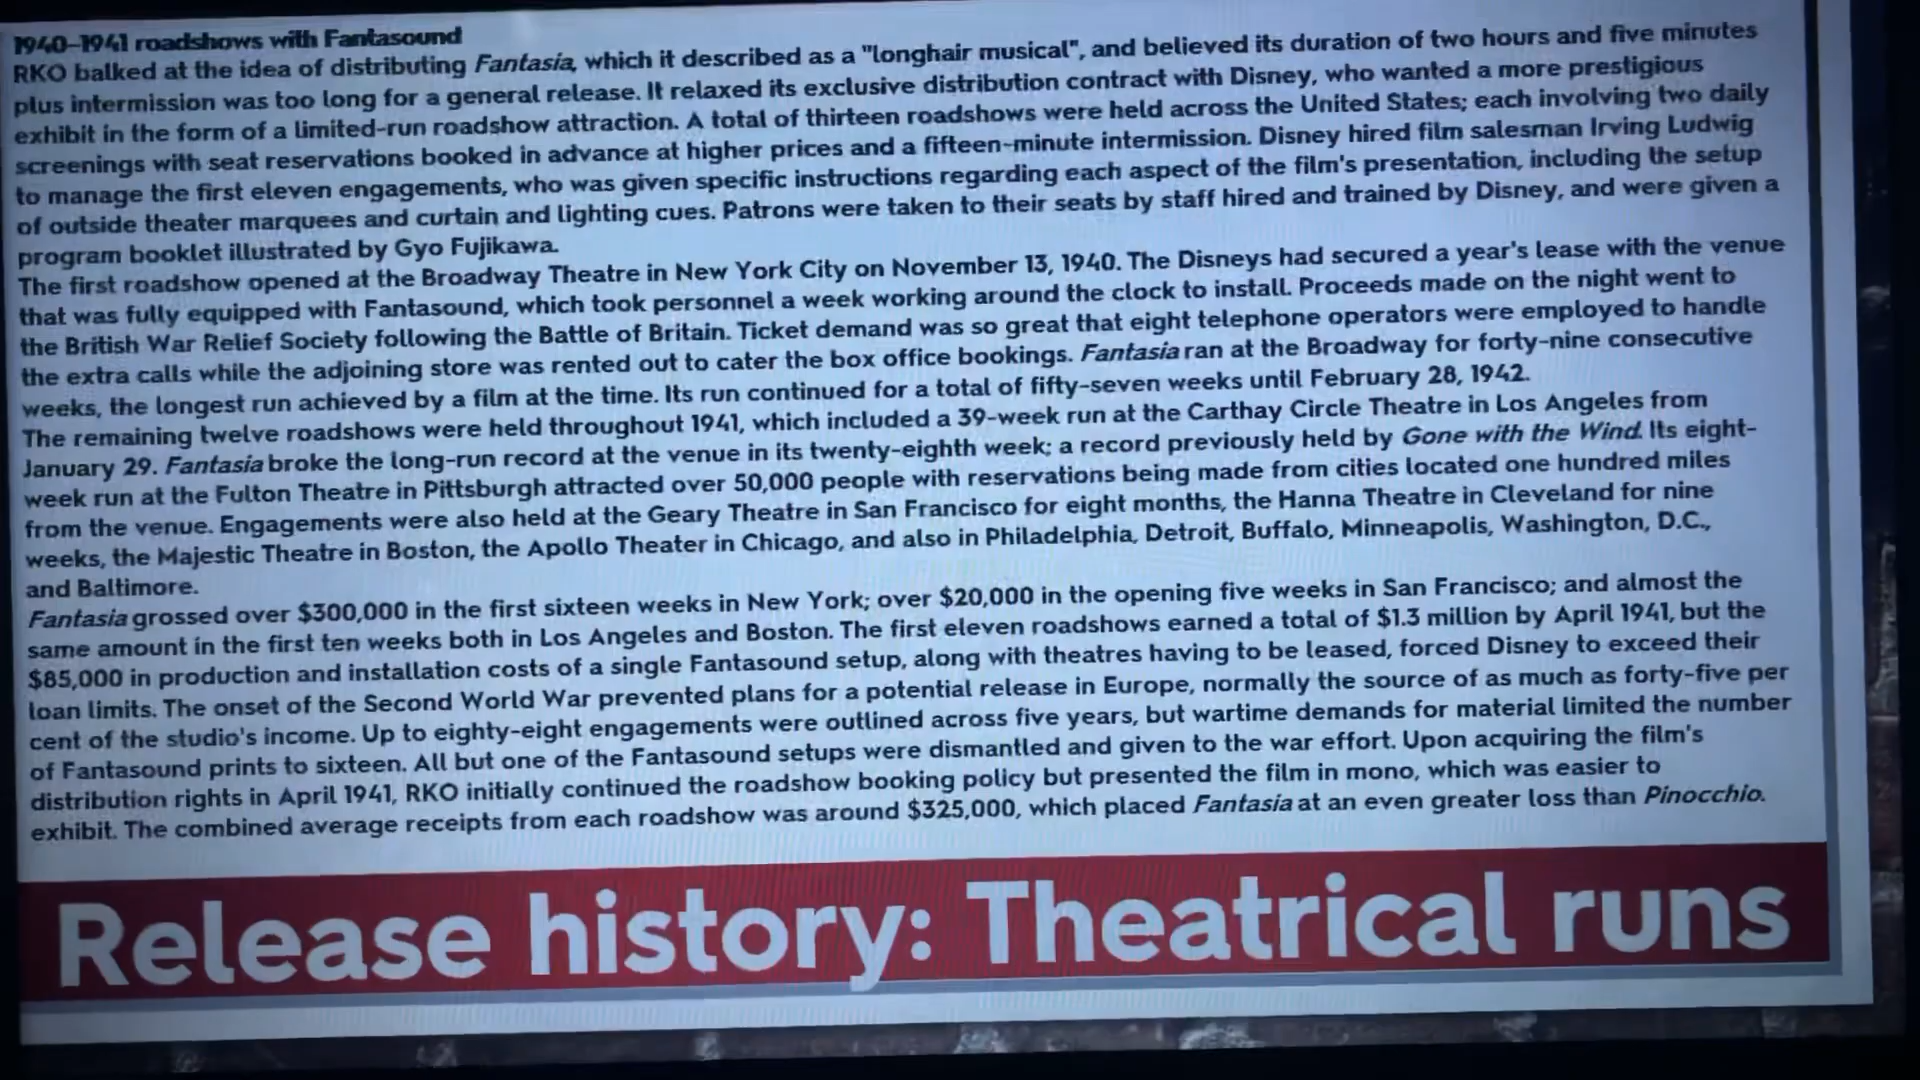 1940–1941 roadshows with Fantasound
RKO balked at the idea of distributing Fantasia, which it described as a "longhair musical", and believed its duration of two hours and five minutes
plus intermission was too long for a general release. It relaxed its exclusive distribution contract with Disney, who wanted a more prestigious
exhibit in the form of a limited-run roadshow attraction. A total of thirteen roadshows were held across the United States; each involving two daily
screenings with seat reservations booked in advance at higher prices and a fifteen-minute intermission. Disney hired film salesman Irving Ludwig
to manage the first eleven engagements, who was given specific instructions regarding each aspect of the film's presentation, including the setup
of outside theater marquees and curtain and lighting cues. Patrons were taken to their seats by staff hired and trained by Disney, and were given a
program booklet illustrated by Gyo Fujikawa.
The first roadshow opened at the Broadway Theatre in New York City on November 13, 1940. The Disneys had secured a year's lease with the venue
that was fully equipped with Fantasound, which took personnel a week working around the clock to install. Proceeds made on the night went to
the British War Relief Society following the Battle of Britain. Ticket demand was so great that eight telephone operators were employed to handle
the extra calls while the adjoining store was rented out to cater the box office bookings. Fantasia ran at the Broadway for forty-nine consecutive
weeks, the longest run achieved by a film at the time. Its run continued for a total of fifty-seven weeks until February 28, 1942.
The remaining twelve roadshows were held throughout 1941, which included a 39-week run at the Carthay Circle Theatre in Los Angeles from
January 29. Fantasia broke the long-run record at the venue in its twenty-eighth week; a record previously held by Gone with the Wind. Its eight-
week run at the Fulton Theatre in Pittsburgh attracted over 50,000 people with reservations being made from cities located one hundred miles
from the venue. Engagements were also held at the Geary Theatre in San Francisco for eight months, the Hanna Theatre in Cleveland for nine
weeks, the Majestic Theatre in Boston, the Apollo Theater in Chicago, and also in Philadelphia, Detroit, Buffalo, Minneapolis, Washington, D.C.,
and Baltimore.
Fantasia grossed over $300,000 in the first sixteen weeks in New York; over $20,000 in the opening five weeks in San Francisco; and almost the
same amount in the first ten weeks both in Los Angeles and Boston. The first eleven roadshows earned a total of $1.3 million by April 1941, but the
$85,000 in production and installation costs of a single Fantasound setup, along with theatres having to be leased, forced Disney to exceed their
loan limits. The onset of the Second World War prevented plans for a potential release in Europe, normally the source of as much as forty-five per
cent of the studio's income. Up to eighty-eight engagements were outlined across five years, but wartime demands for material limited the number
of Fantasound prints to sixteen. All but one of the Fantasound setups were dismantled and given to the war effort. Upon acquiring the film's
distribution rights in April 1941, RKO initially continued the roadshow booking policy but presented the film in mono, which was easier to
exhibit. The combined average receipts from each roadshow was around $325,000, which placed Fantasia at an even greater loss than Pinocchio.
Release history: Theatrical runs